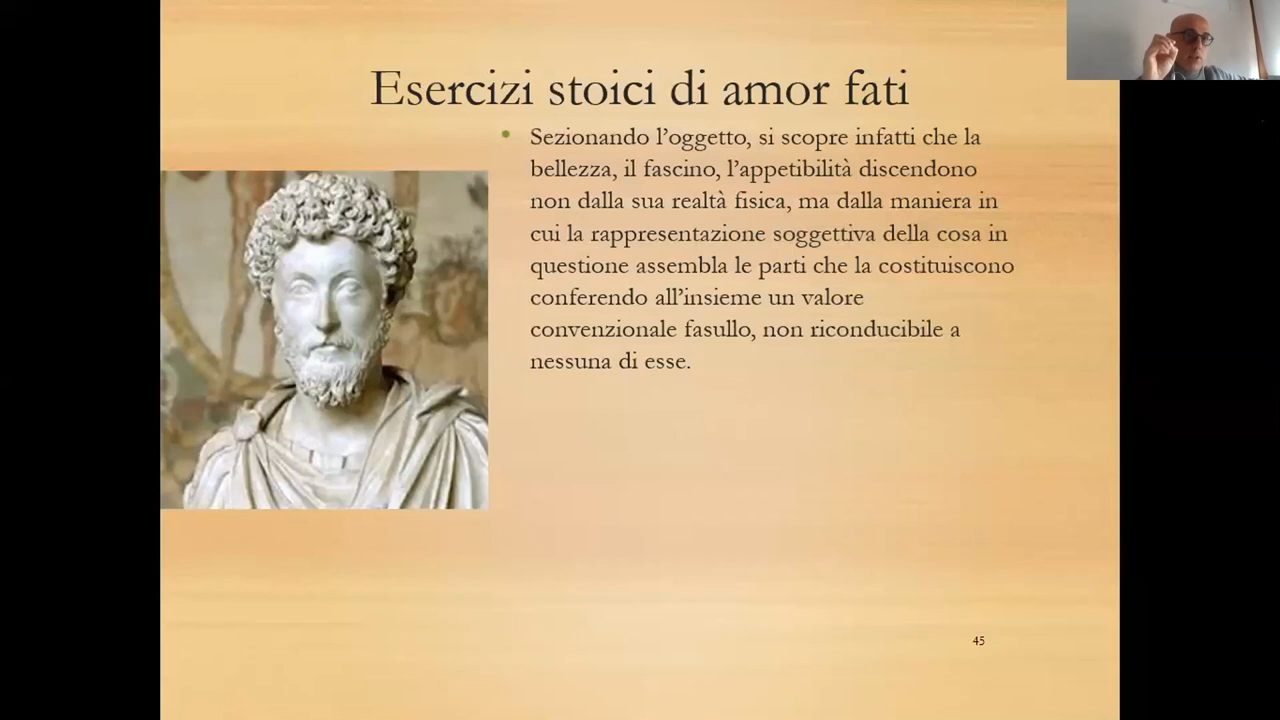 Esercizi stoici di amor fati
Sezionando l’oggetto, si scopre infatti che la
bellezza, il fascino, l’appetibilità discendono
non dalla sua realtà fisica, ma dalla maniera in
cui la rappresentazione soggettiva della cosa in
questione assembla le parti che la costituiscono
conferendo all’insieme un valore
convenzionale fasullo, non riconducibile a
nessuna di esse.
45